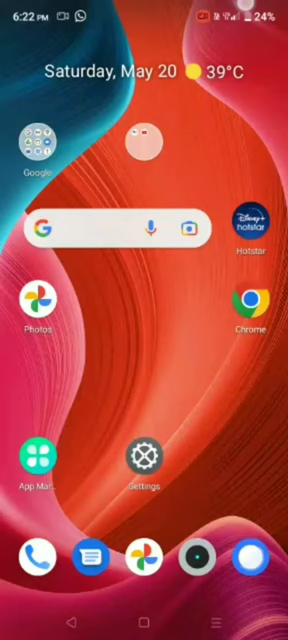 6:22 PM 24%
Saturday, May 20 39°C
Google
Disney+
hotstar
Hotstar
Photos
Chrome
App Mar..
Settings